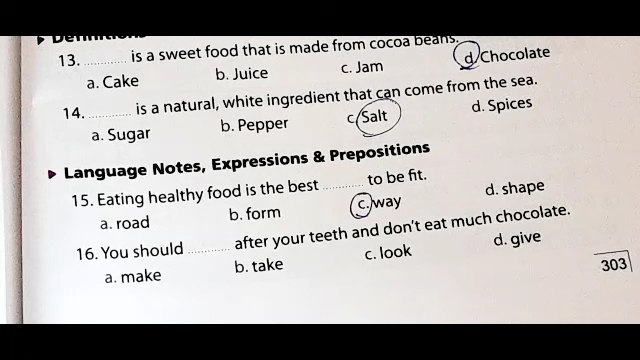 ▶ Definitions
13. ............ is a sweet food that is made from cocoa beans.
a. Cake b. Juice c. Jam d. Chocolate
14. ............ is a natural, white ingredient that can come from the sea.
a. Sugar b. Pepper c. Salt d. Spices
▶ Language Notes, Expressions & Prepositions
15. Eating healthy food is the best ............ to be fit.
a. road b. form c. way d. shape
16. You should ............ after your teeth and don't eat much chocolate.
a. make b. take c. look d. give
303